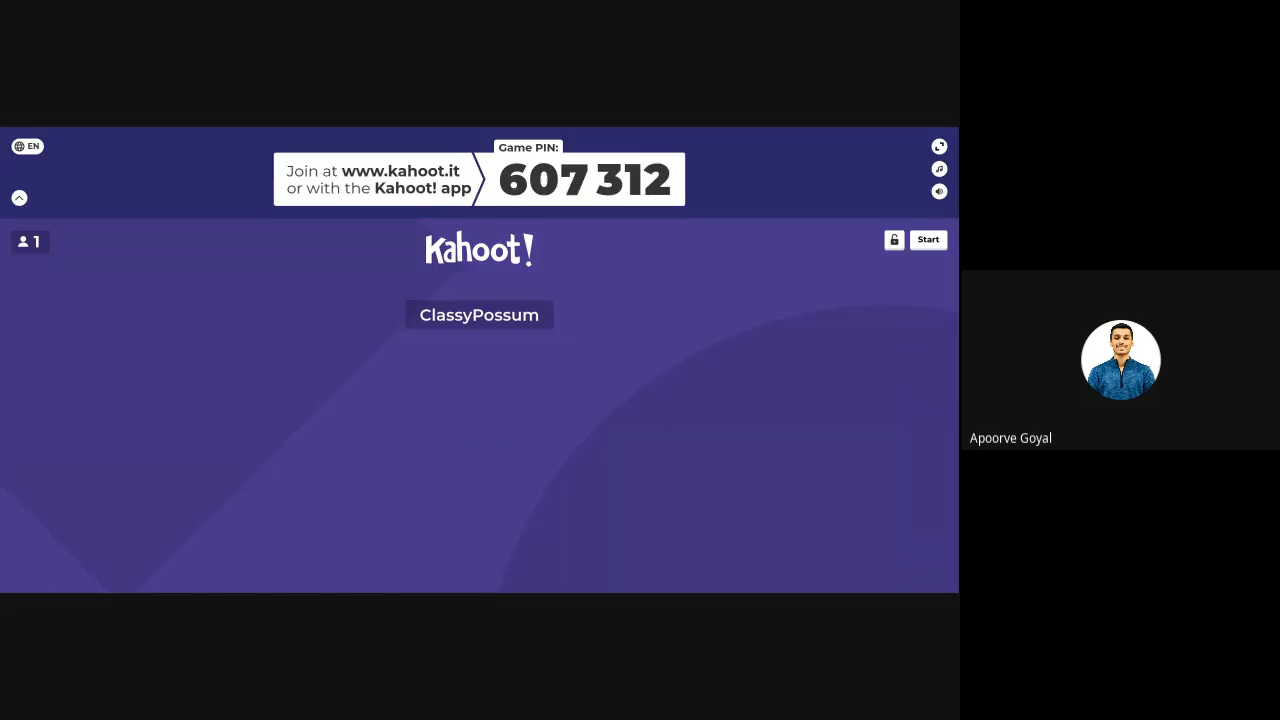 EN
Game PIN:
Join at www.kahoot.it
or with the Kahoot! app
607 312
1
Kahoot!
Start
ClassyPossum
Apoorve Goyal